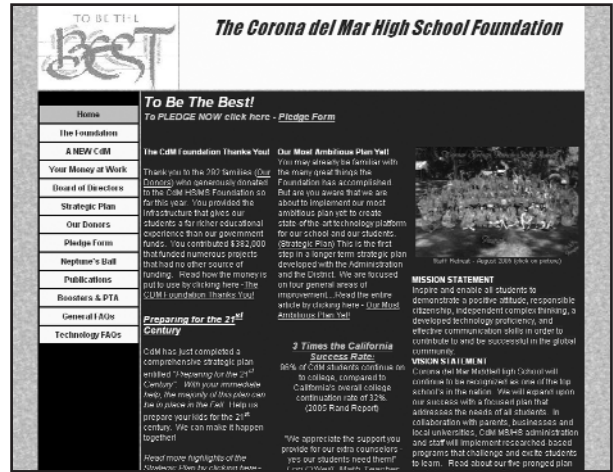 TO BE THE
BEST
The Corona del Mar High School Foundation
Home
The Foundation
A NEW CdM
Your Money at Work
Board of Directors
Strategic Plan
Our Donors
Pledge Form
Neptune's Ball
Publications
Boosters & PTA
General FAQs
Technology FAQs
To Be The Best!
To PLEDGE NOW click here - Pledge Form
The CdM Foundation Thanks You!
Thank you to the 292 families (Our
Donors) who generously donated
to the CdM HS/MS Foundation so
far this year. You provided the
infrastructure that gives our
students a far richer educational
experience than our government
funds. You contributed $382,000
that funded numerous projects
that had no other source of
funding. Read how the money is
put to use by clicking here - The
CDM Foundation Thanks You!
Preparing for the 21st
Century
CdM has just completed a
comprehensive strategic plan
entitled "Preparing for the 21st
Century". With your immediate
help, the majority of this plan can
be in place in the Fall. Help us
prepare your kids for the 21st
century. We can make it happen
together!
Read more highlights of the
Strategic Plan by clicking here -
Our Most Ambitious Plan Yet!
You may already be familiar with
the many great things the
Foundation has accomplished.
But are you aware that we are
about to implement our most
ambitious plan yet to create
state-of-the-art technology platform
for our school and our students.
(Strategic Plan) This is the first
step in a longer term strategic plan
developed with the Administration
and the District. We are focused
on four general areas of
improvement...Read the entire
article by clicking here - Our Most
Ambitious Plan Yet!
3 Times the California
Success Rate:
96% of CdM students continue on
to college, compared to
California's overall college
continuation rate of 32%.
(2005 Rand Report)
"We appreciate the support you
provide for our extra counselors -
yes our students need them!"
Math Teacher
Staff Retreat - August 2005 (click on picture)
MISSION STATEMENT
Inspire and enable all students to
demonstrate a positive attitude, responsible
citizenship, independent complex thinking, a
developed technology proficiency, and
effective communication skills in order to
contribute to and be successful in the global
community.
VISION STATEMENT
Corona del Mar Middle/High School will
continue to be recognized as one of the top
school's in the nation. We will expand upon
our success with a focused plan that
addresses the needs of all students. In
collaboration with parents, businesses and
local universities, CdM MS/HS administration
and staff will implement research-based
programs that challenge and excite students
to learn. Read about our five pronged plan